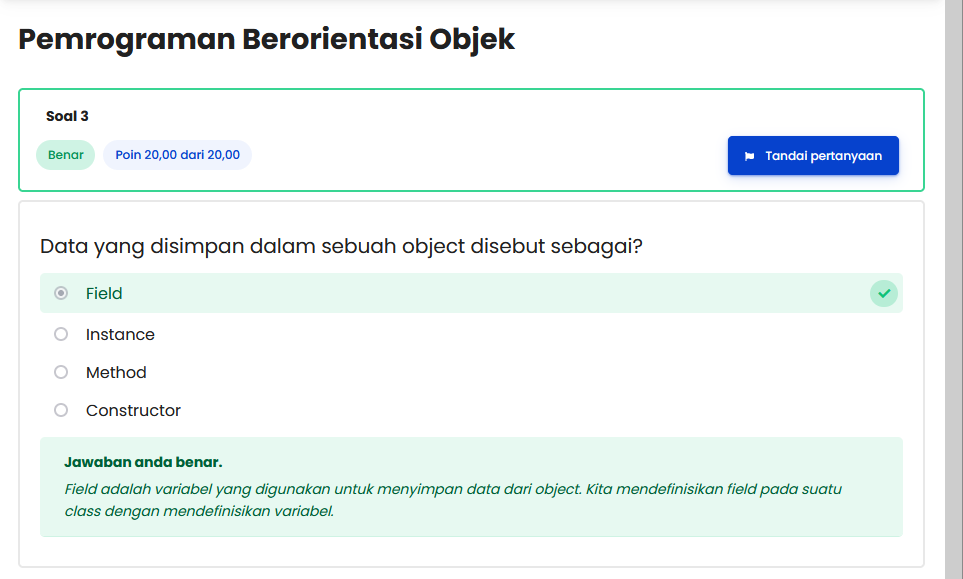 Pemrograman Berorientasi Objek
Soal 3
Benar
Poin 20,00 dari 20,00
Tandai pertanyaan
Data yang disimpan dalam sebuah object disebut sebagai?
Field
Instance
Method
Constructor
Jawaban anda benar.
Field adalah variabel yang digunakan untuk menyimpan data dari object. Kita mendefinisikan field pada suatu
class dengan mendefinisikan variabel.